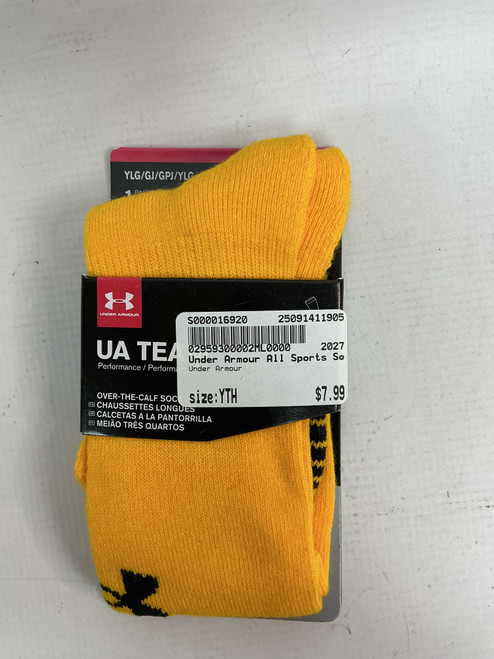 YLG/GJ/GPJ/YLG
1
UNDER ARMOUR
UA TEA
Performance / Performa
OVER-THE-CALF SOC
CHAUSSETTES LONGUES
CALCETAS A LA PANTORRILLA
MEIÃO TRÊS QUARTOS
S000016920 25091411905
02959300002ML0000 2027
Under Armour All Sports So
Under Armour
size:YTH $7.99